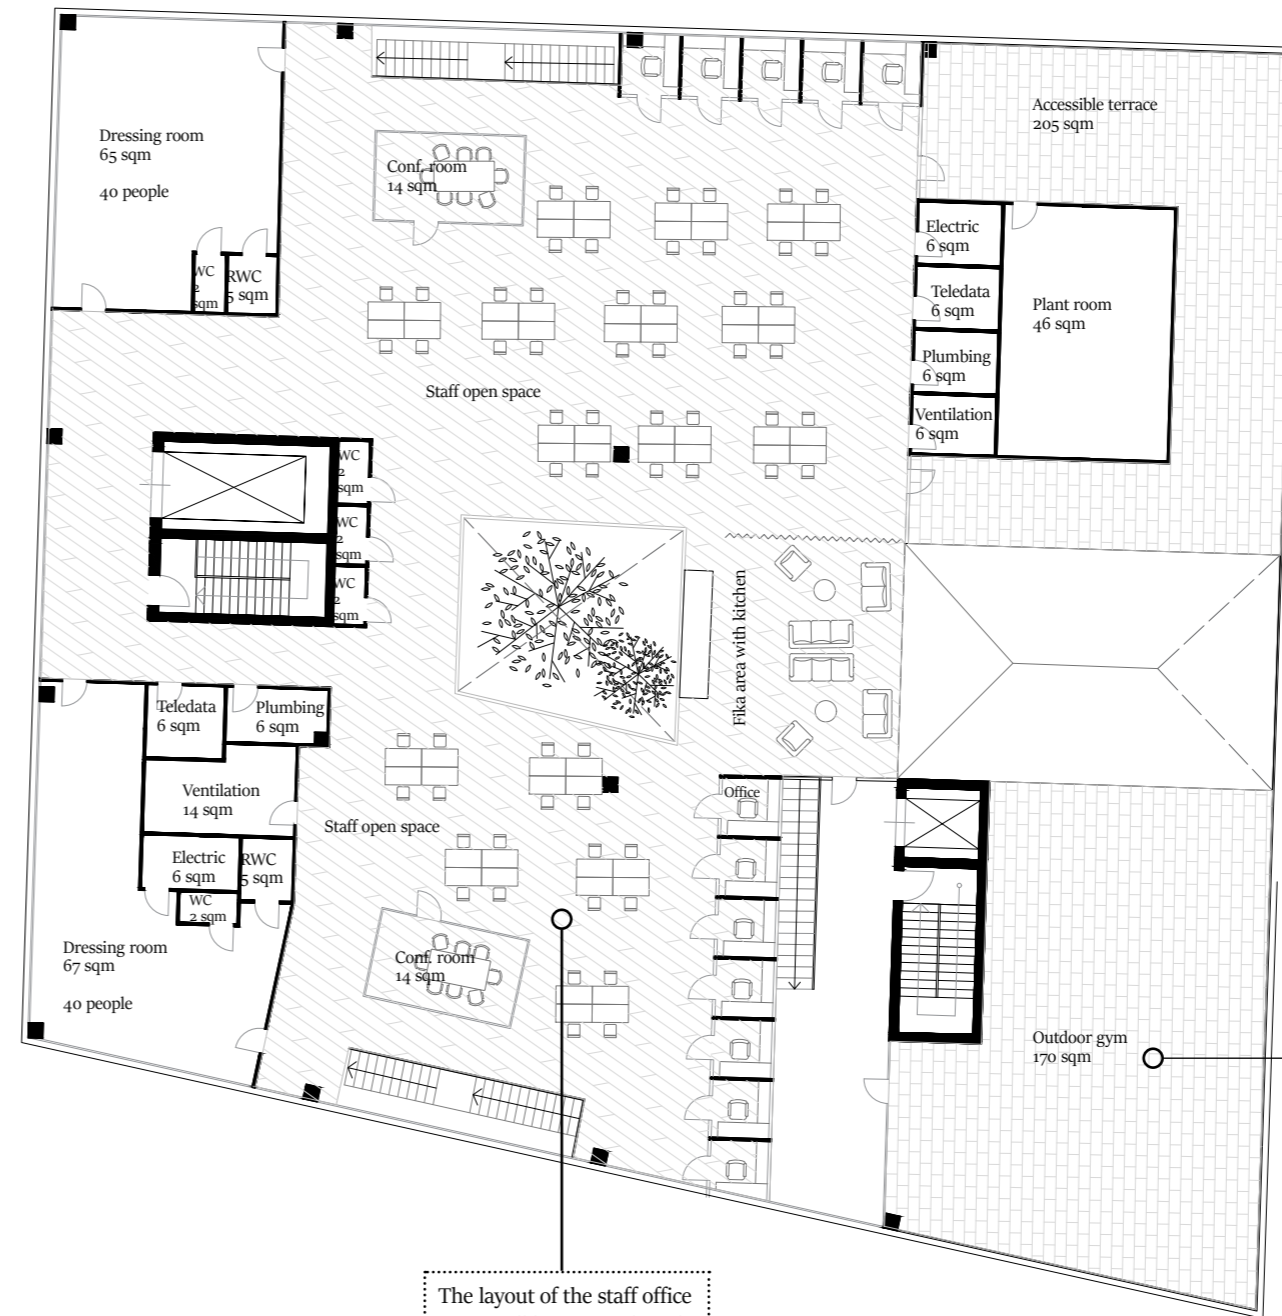 Dressing room
65 sqm
40 people
WC
2
sqm
RWC
5 sqm
Conf. room
14 sqm
Accessible terrace
205 sqm
Electric
6 sqm
Teledata
6 sqm
Plumbing
6 sqm
Ventilation
6 sqm
Plant room
46 sqm
Staff open space
WC
2
sqm
WC
2
sqm
WC
2
sqm
Fika area with kitchen
Teledata
6 sqm
Plumbing
6 sqm
Ventilation
14 sqm
Electric
6 sqm
RWC
5 sqm
WC
2 sqm
Staff open space
Office
Dressing room
67 sqm
40 people
Conf. room
14 sqm
Outdoor gym
170 sqm
The layout of the staff office